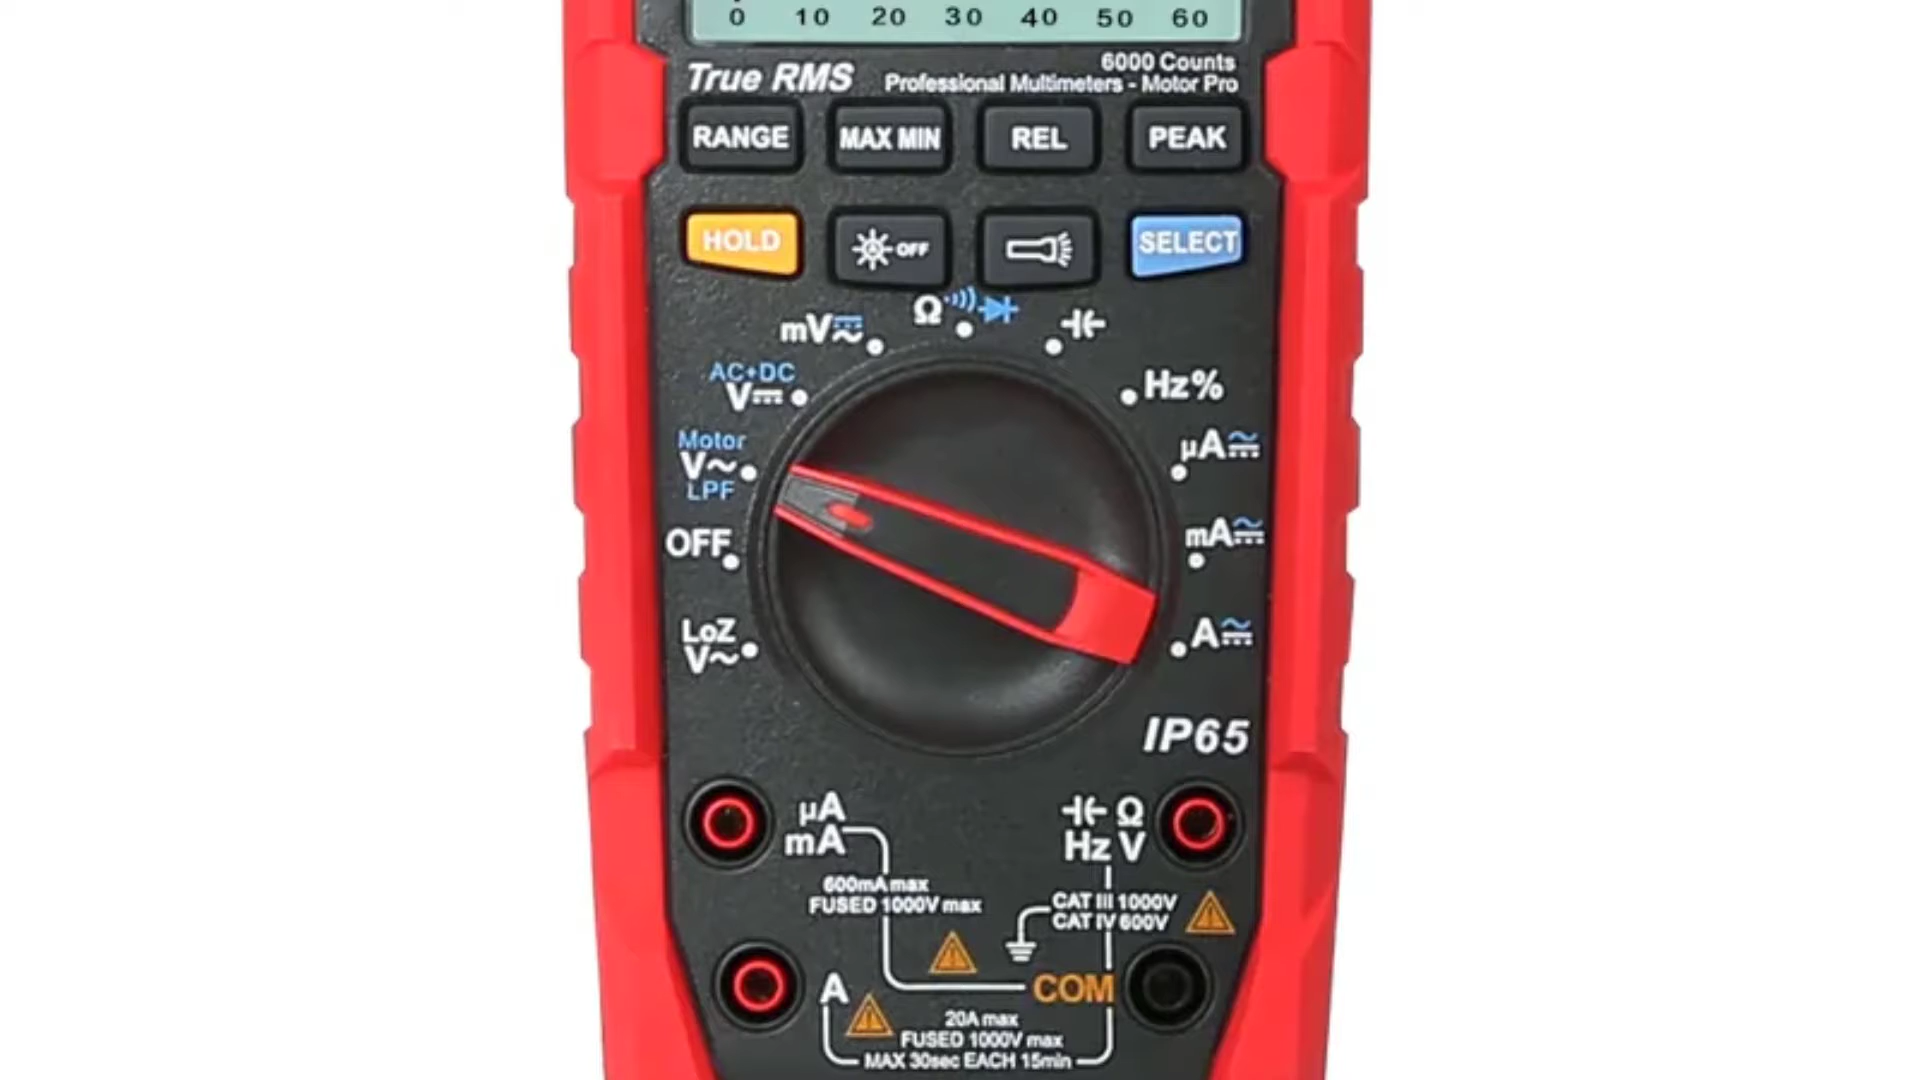 0 10 20 30 40 50 60
6000 Counts
True RMS
Professional Multimeters - Motor Pro
RANGE MAX MIN REL PEAK
HOLD OFF SELECT
Ω
mV
AC+DC
V
Hz%
Motor
V~
LPF
µA
OFF
mA
LoZ
V~
A
IP65
µA
mA
Ω
Hz V
600mA max
FUSED 1000V max
CAT III 1000V
CAT IV 600V
A
COM
20A max
FUSED 1000V max
MAX 30sec EACH 15min